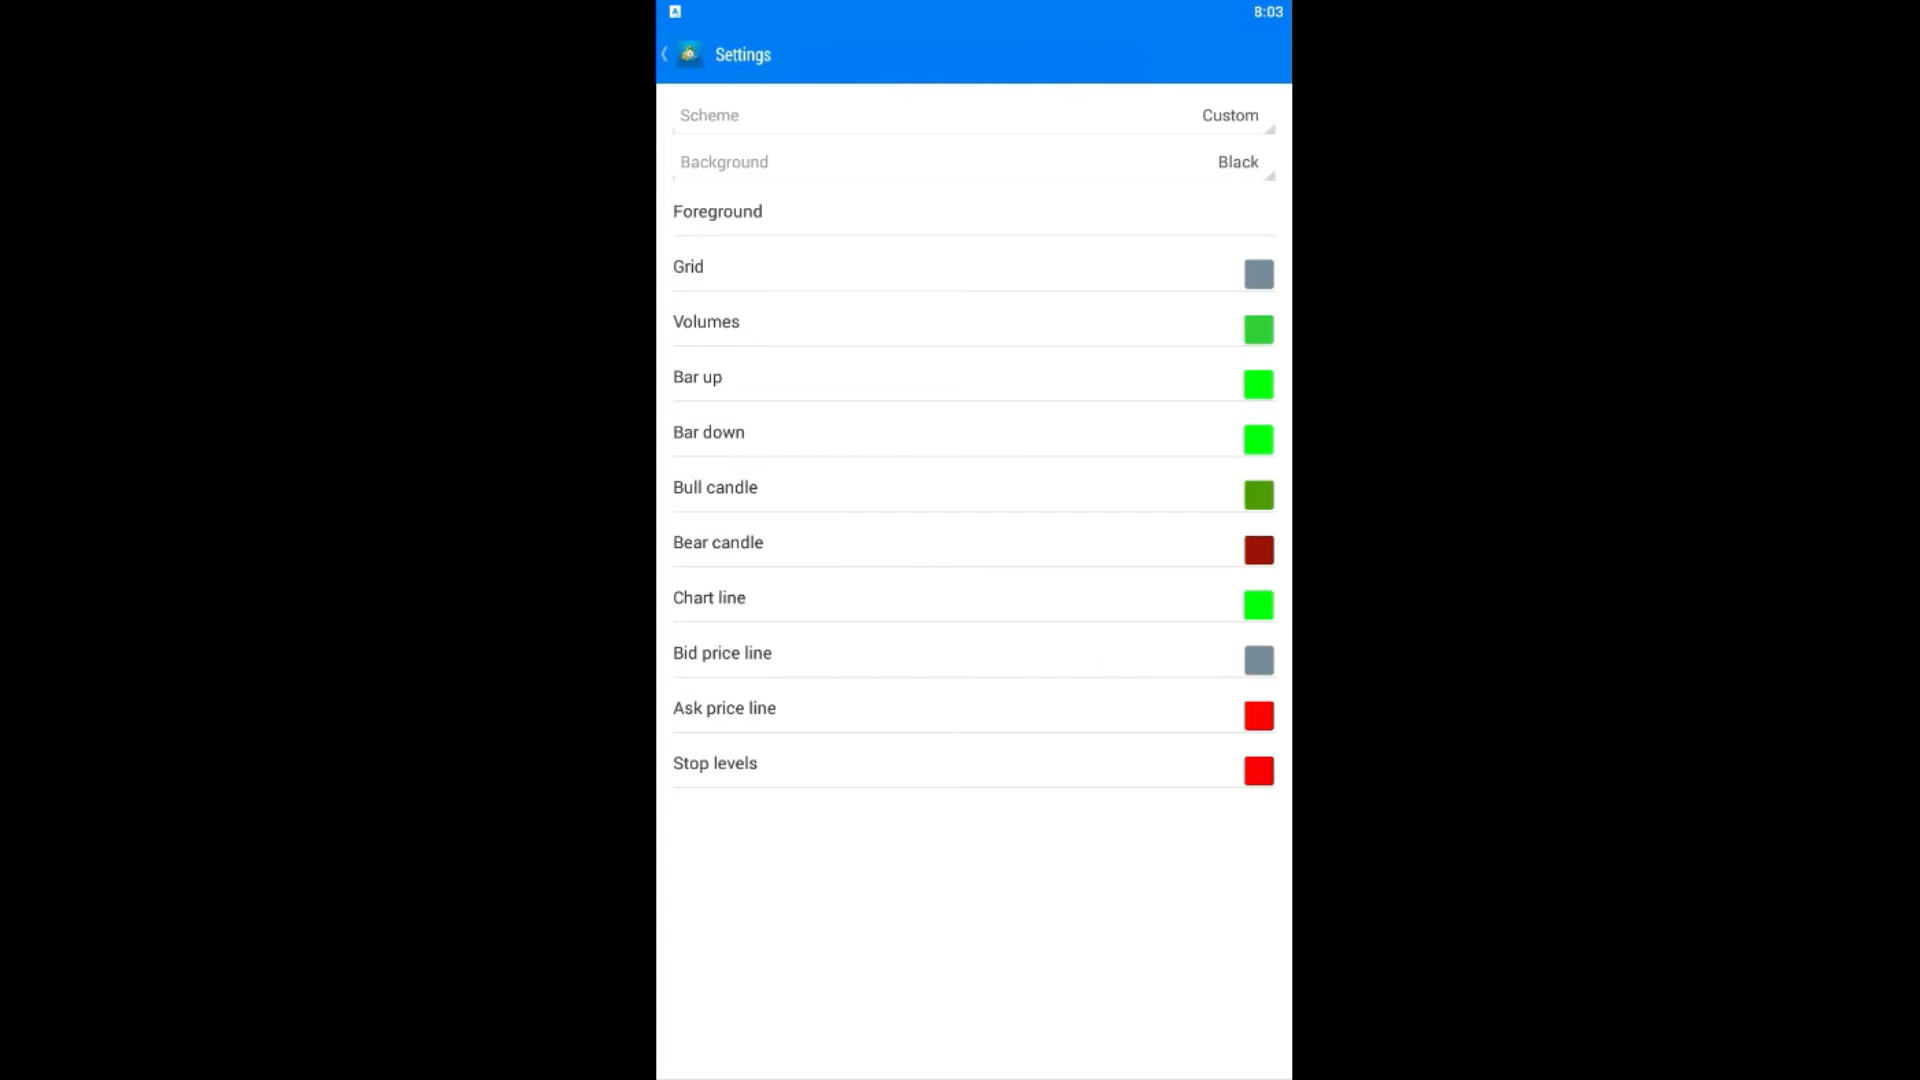 A
8:03
Settings
Scheme Custom
Background Black
Foreground
Grid
Volumes
Bar up
Bar down
Bull candle
Bear candle
Chart line
Bid price line
Ask price line
Stop levels